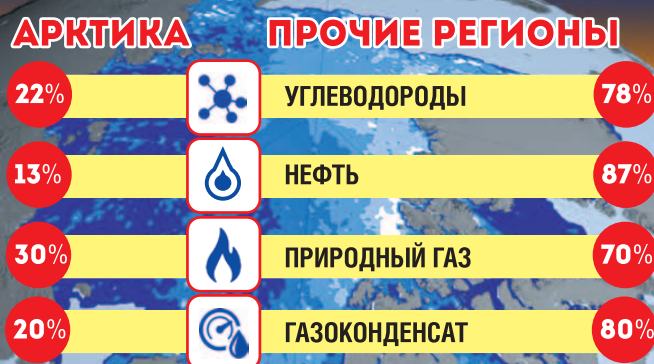 АРКТИКА ПРОЧИЕ РЕГИОНЫ
22% УГЛЕВОДОРОДЫ 78%
13% НЕФТЬ 87%
30% ПРИРОДНЫЙ ГАЗ 70%
20% ГАЗОКОНДЕНСАТ 80%